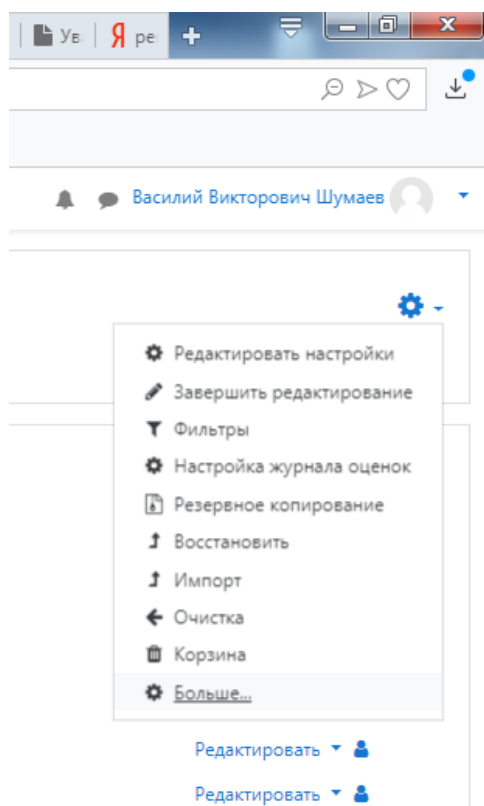 Ув
Я ре
Василий Викторович Шумаев
Редактировать настройки
Завершить редактирование
Фильтры
Настройка журнала оценок
Резервное копирование
Восстановить
Импорт
Очистка
Корзина
Больше...
Редактировать
Редактировать